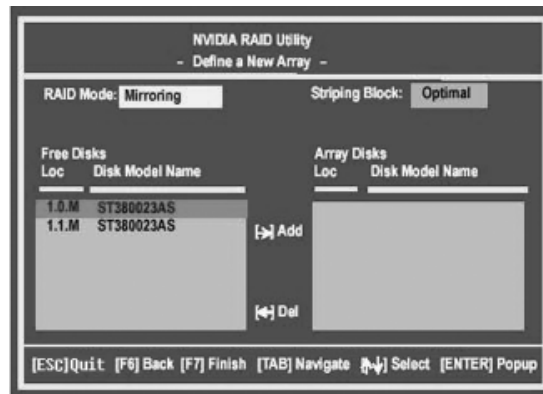 NVIDIA RAID Utility
- Define a New Array -
RAID Mode: Mirroring Striping Block: Optimal
Free Disks Array Disks
Loc Disk Model Name Loc Disk Model Name
1.0.M ST380023AS
1.1.M ST380023AS
[→] Add
[←] Del
[ESC]Quit [F6] Back [F7] Finish [TAB] Navigate [↑↓] Select [ENTER] Popup